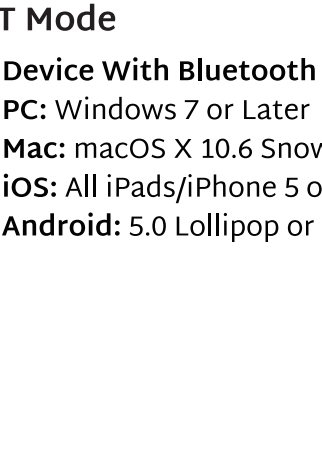 T Mode
Device With Bluetooth
PC: Windows 7 or Later
Mac: macOS X 10.6 Snow
iOS: All iPads/iPhone 5 o
Android: 5.0 Lollipop or